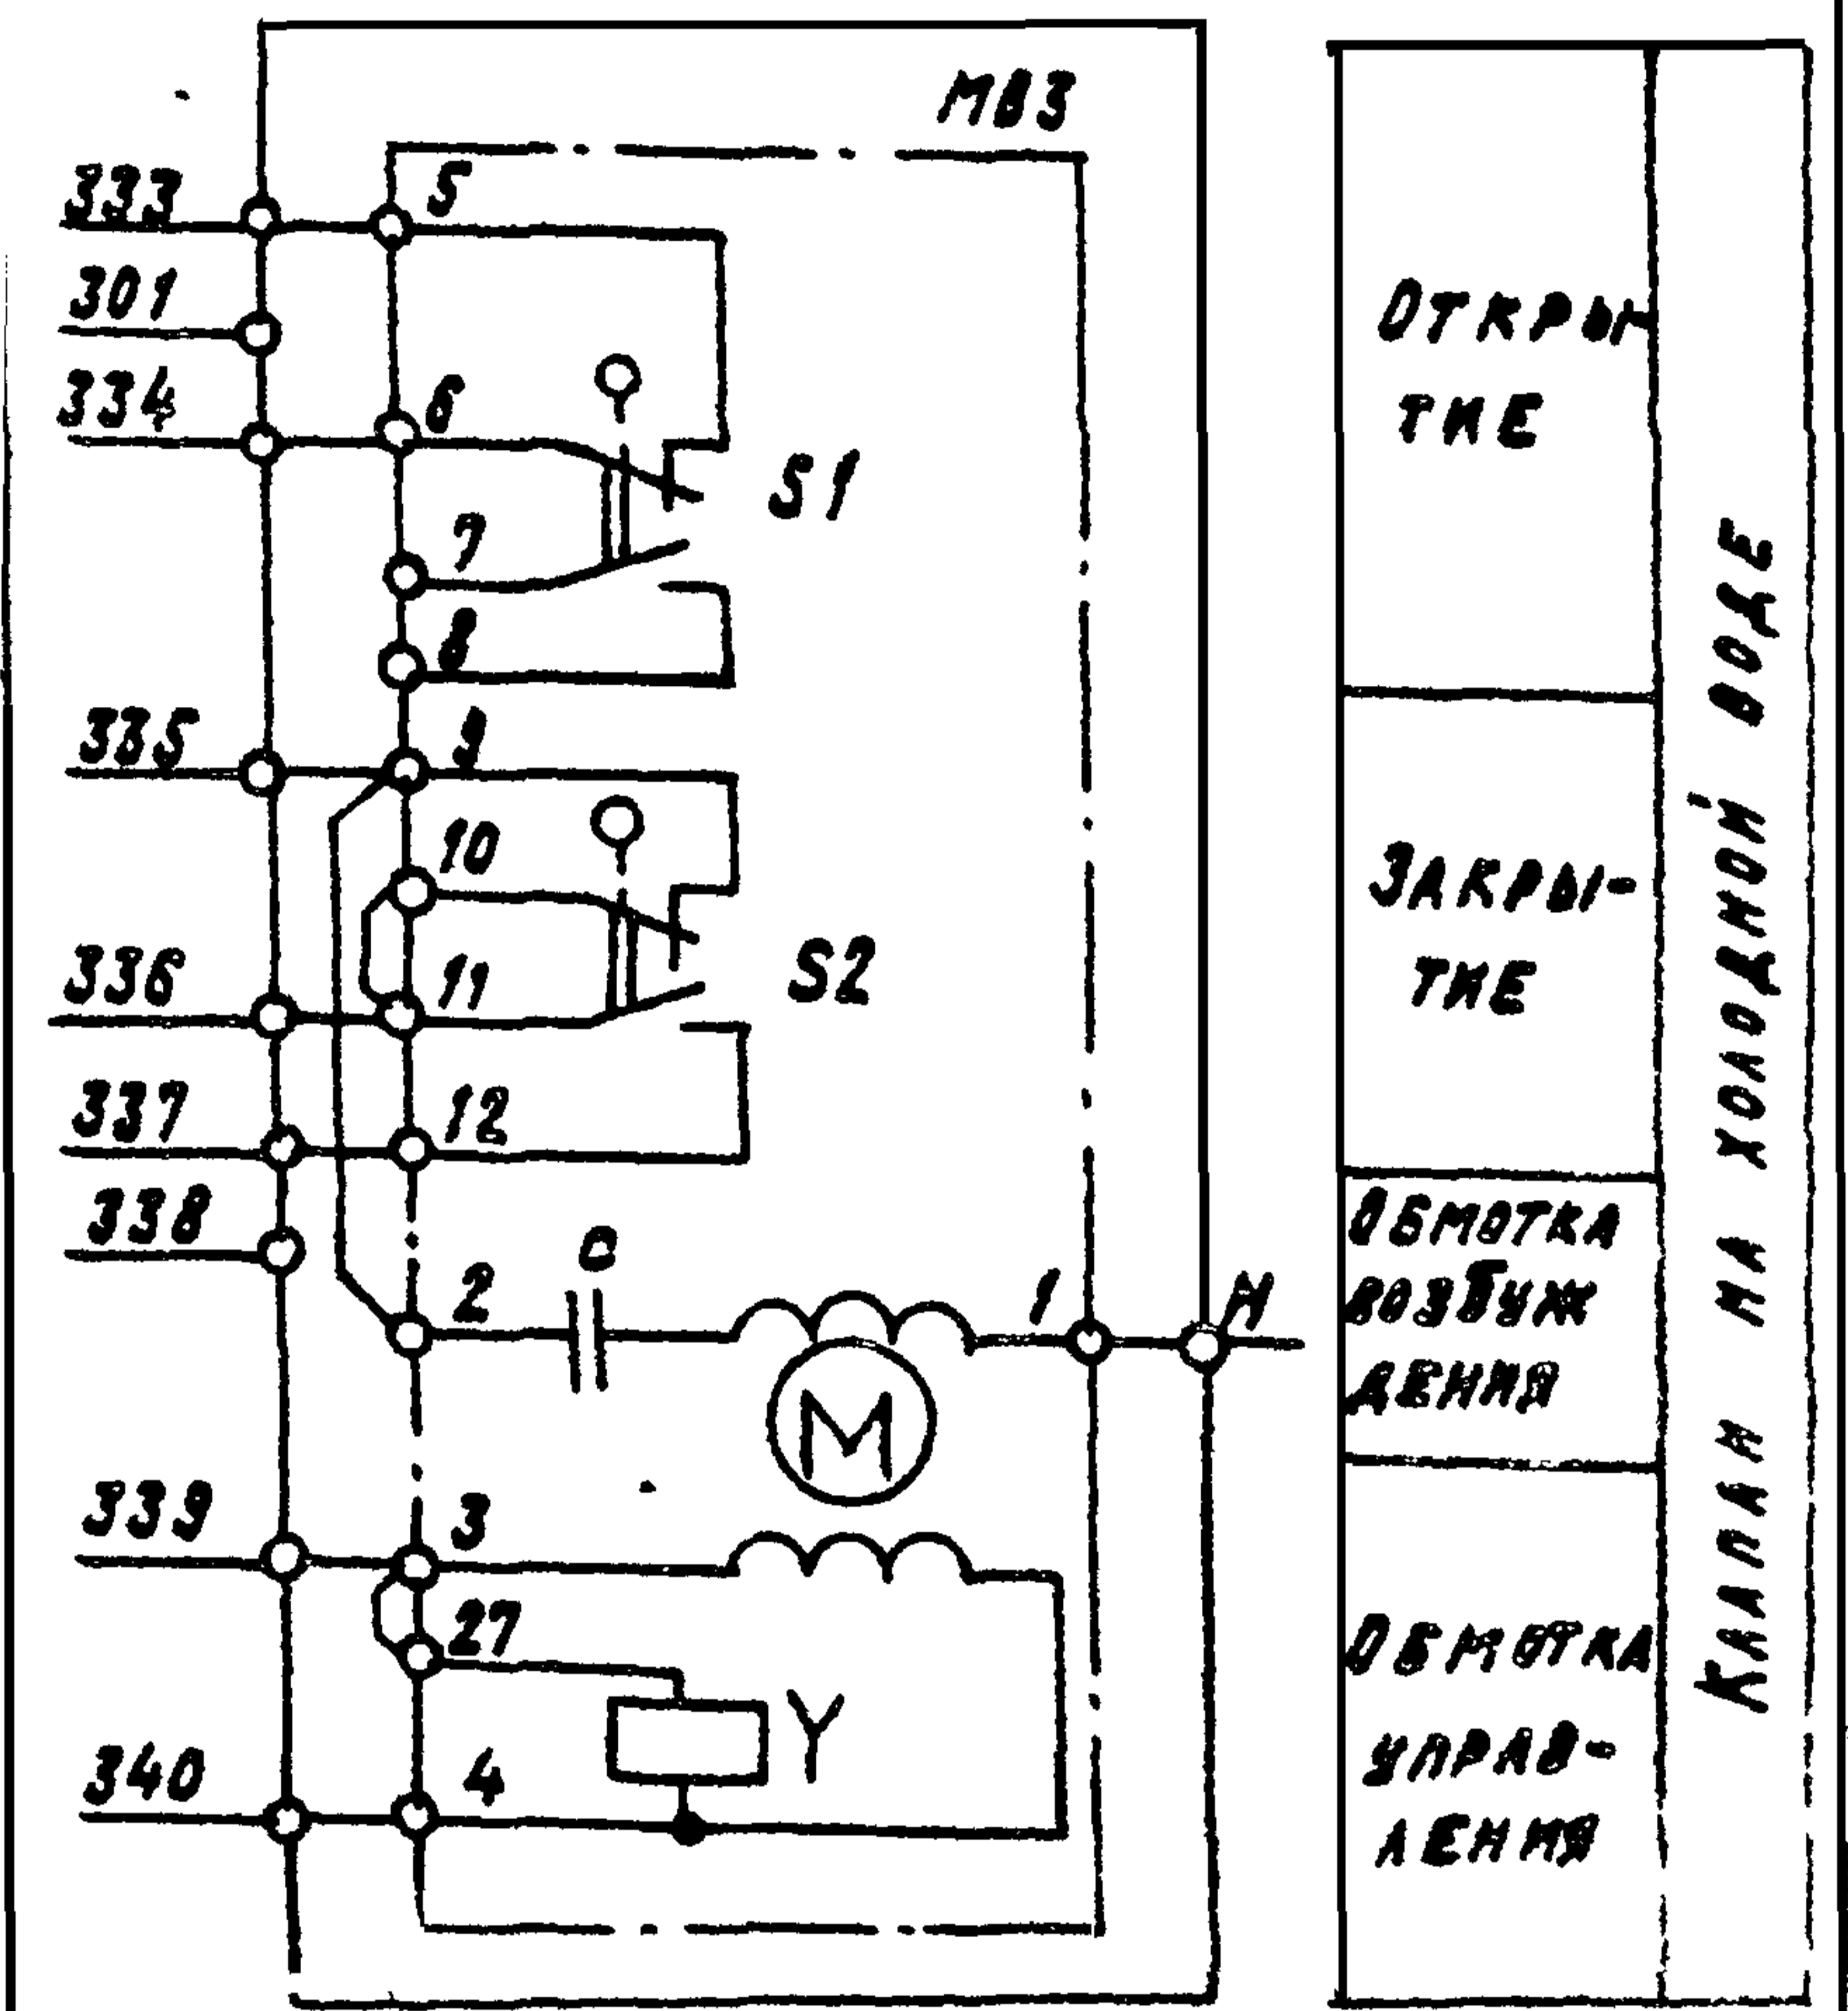 МВ3
333
5
301
334
6
S1
7
8
335
9
10
336
11
S2
337
12
338
2
C
1
N
M
339
3
27
Y
340
4
ОТКРЫ-
ТИЕ
ЗАКРЫ-
ТИЕ
ОБМОТКА
ВОЗБУЖ
ДЕНИЯ
ОБМОТКА
УПРАВ-
ЛЕНИЯ
КЛАПАН НА ХОЛОДНОЙ ВОДЕ